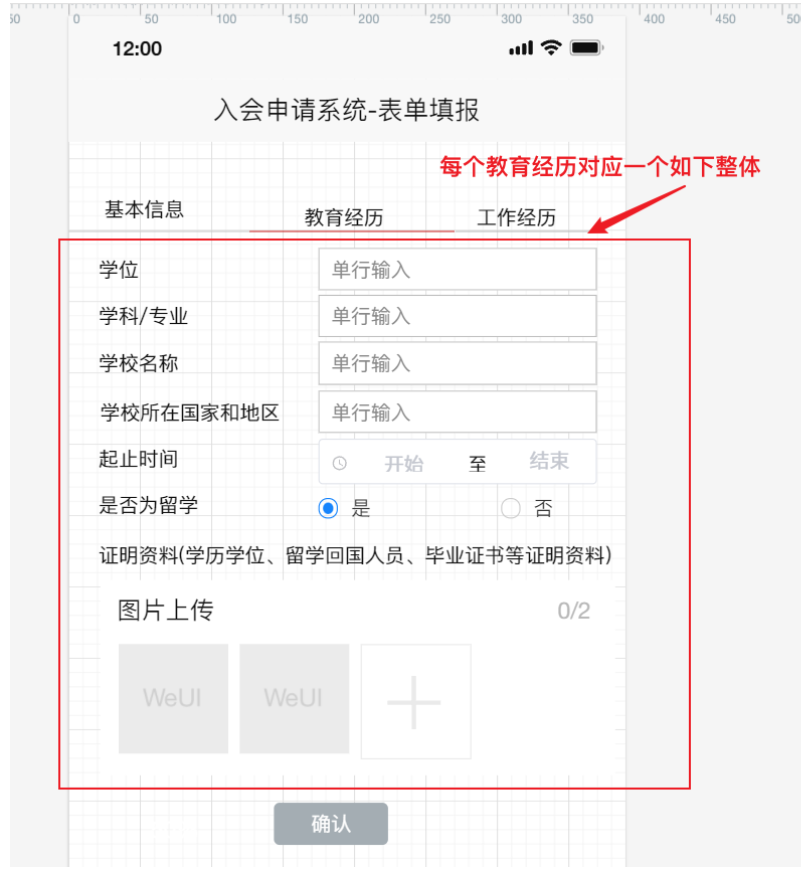 50 0 50 100 150 200 250 300 350 400 450 50
12:00
入会申请系统-表单填报
每个教育经历对应一个如下整体
基本信息 教育经历 工作经历
学位 单行输入
学科/专业 单行输入
学校名称 单行输入
学校所在国家和地区 单行输入
起止时间 开始 至 结束
是否为留学 是 否
证明资料(学历学位、留学回国人员、毕业证书等证明资料)
图片上传 0/2
WeUI WeUI
确认